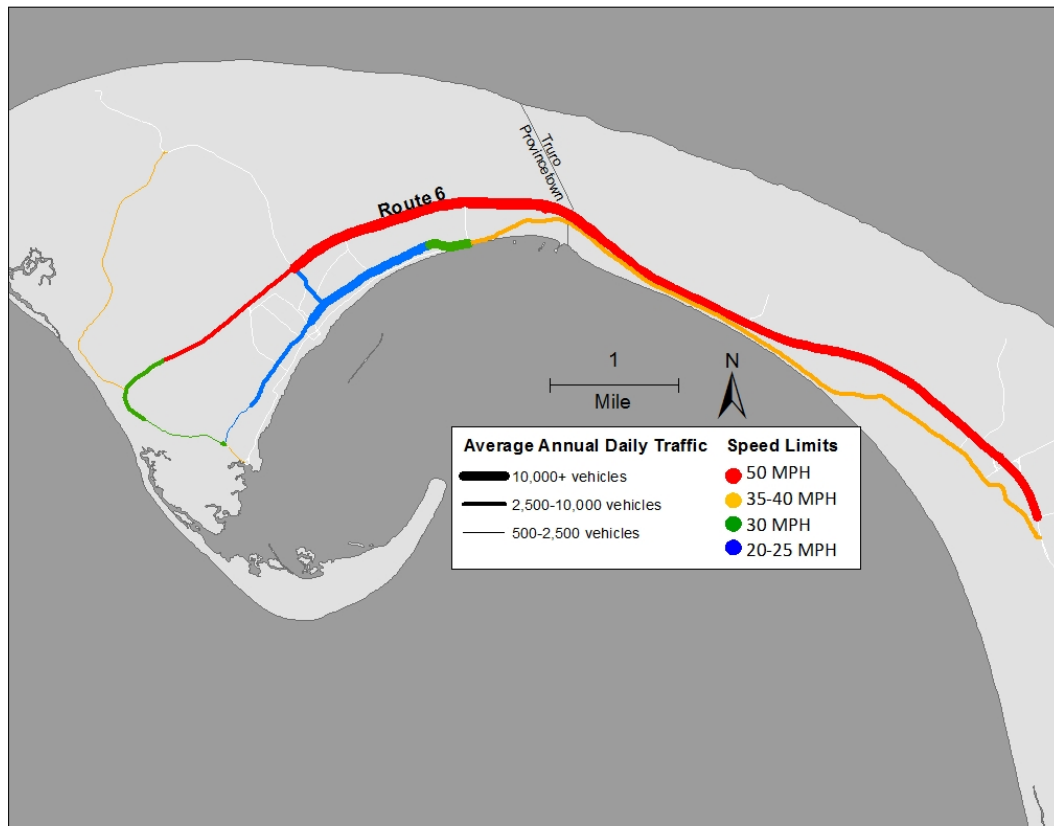 Truro
Provincetown
Route 6
1
Mile
N
Average Annual Daily Traffic
10,000+ vehicles
2,500-10,000 vehicles
500-2,500 vehicles
Speed Limits
50 MPH
35-40 MPH
30 MPH
20-25 MPH